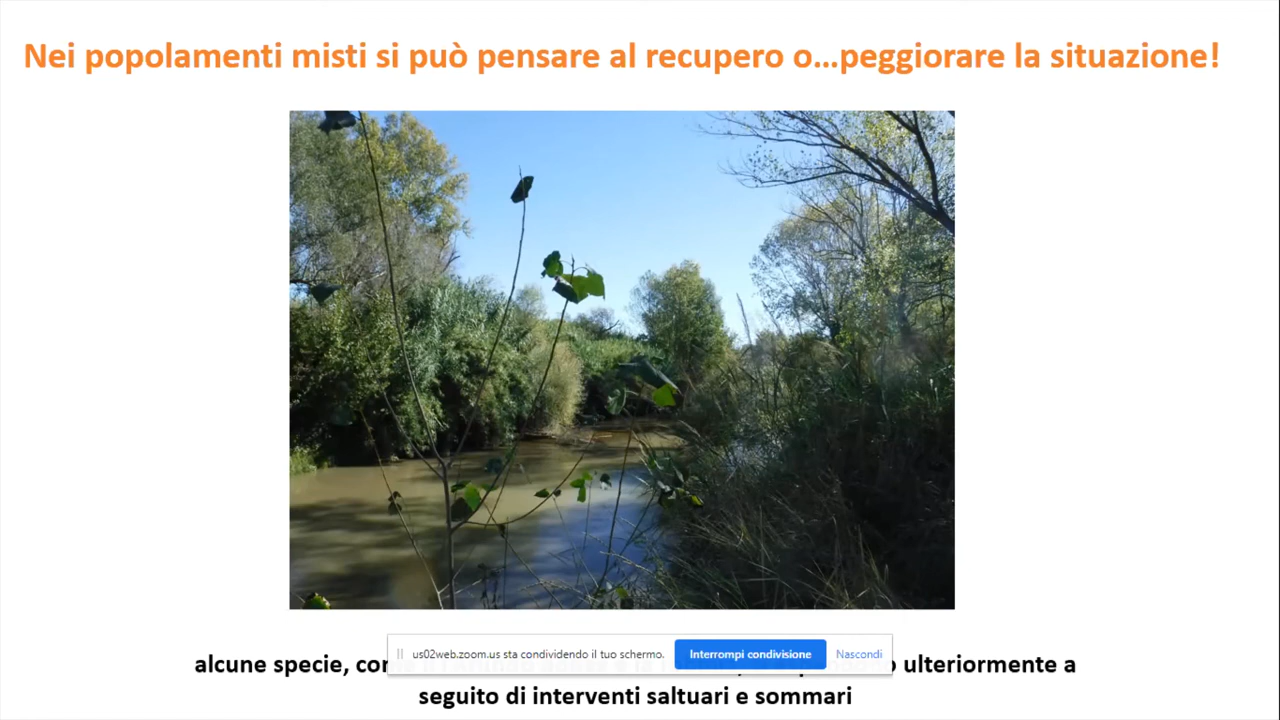 Nei popolamenti misti si può pensare al recupero o...peggiorare la situazione!
us02web.zoom.us sta condividendo il tuo schermo.
Interrompi condivisione
Nascondi
alcune specie, ulteriormente a
seguito di interventi saltuari e sommari